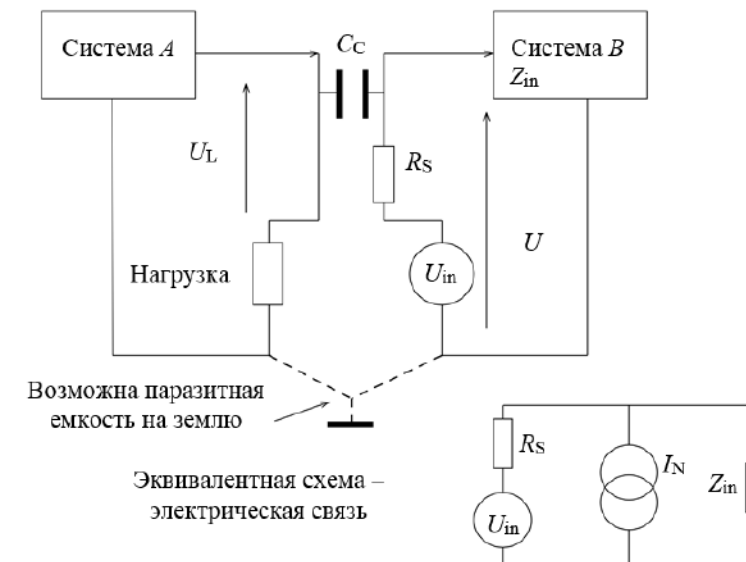 Система A
C_C
Система B
Z_in
U_L
R_S
U
Нагрузка
U_in
Возможна паразитная
емкость на землю
Эквивалентная схема –
электрическая связь
R_S
I_N
Z_in
U_in